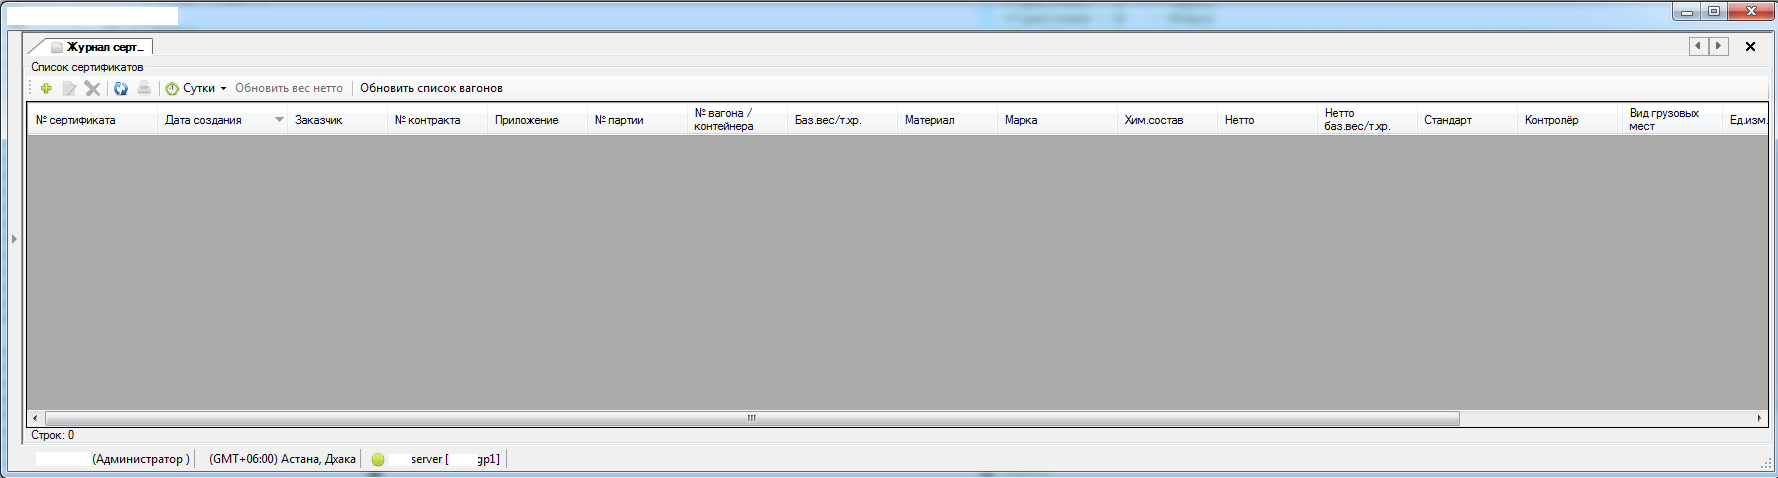 Журнал серт...
Список сертификатов
Сутки Обновить вес нетто Обновить список вагонов
№ сертификата Дата создания Заказчик № контракта Приложение № партии № вагона / контейнера Баз.вес/т.хр. Материал Марка Хим.состав Нетто Нетто баз.вес/т.хр. Стандарт Контролёр Вид грузовых мест Ед.изм.
Строк: 0
(Администратор ) (GMT+06:00) Астана, Дхака server [ gp1]